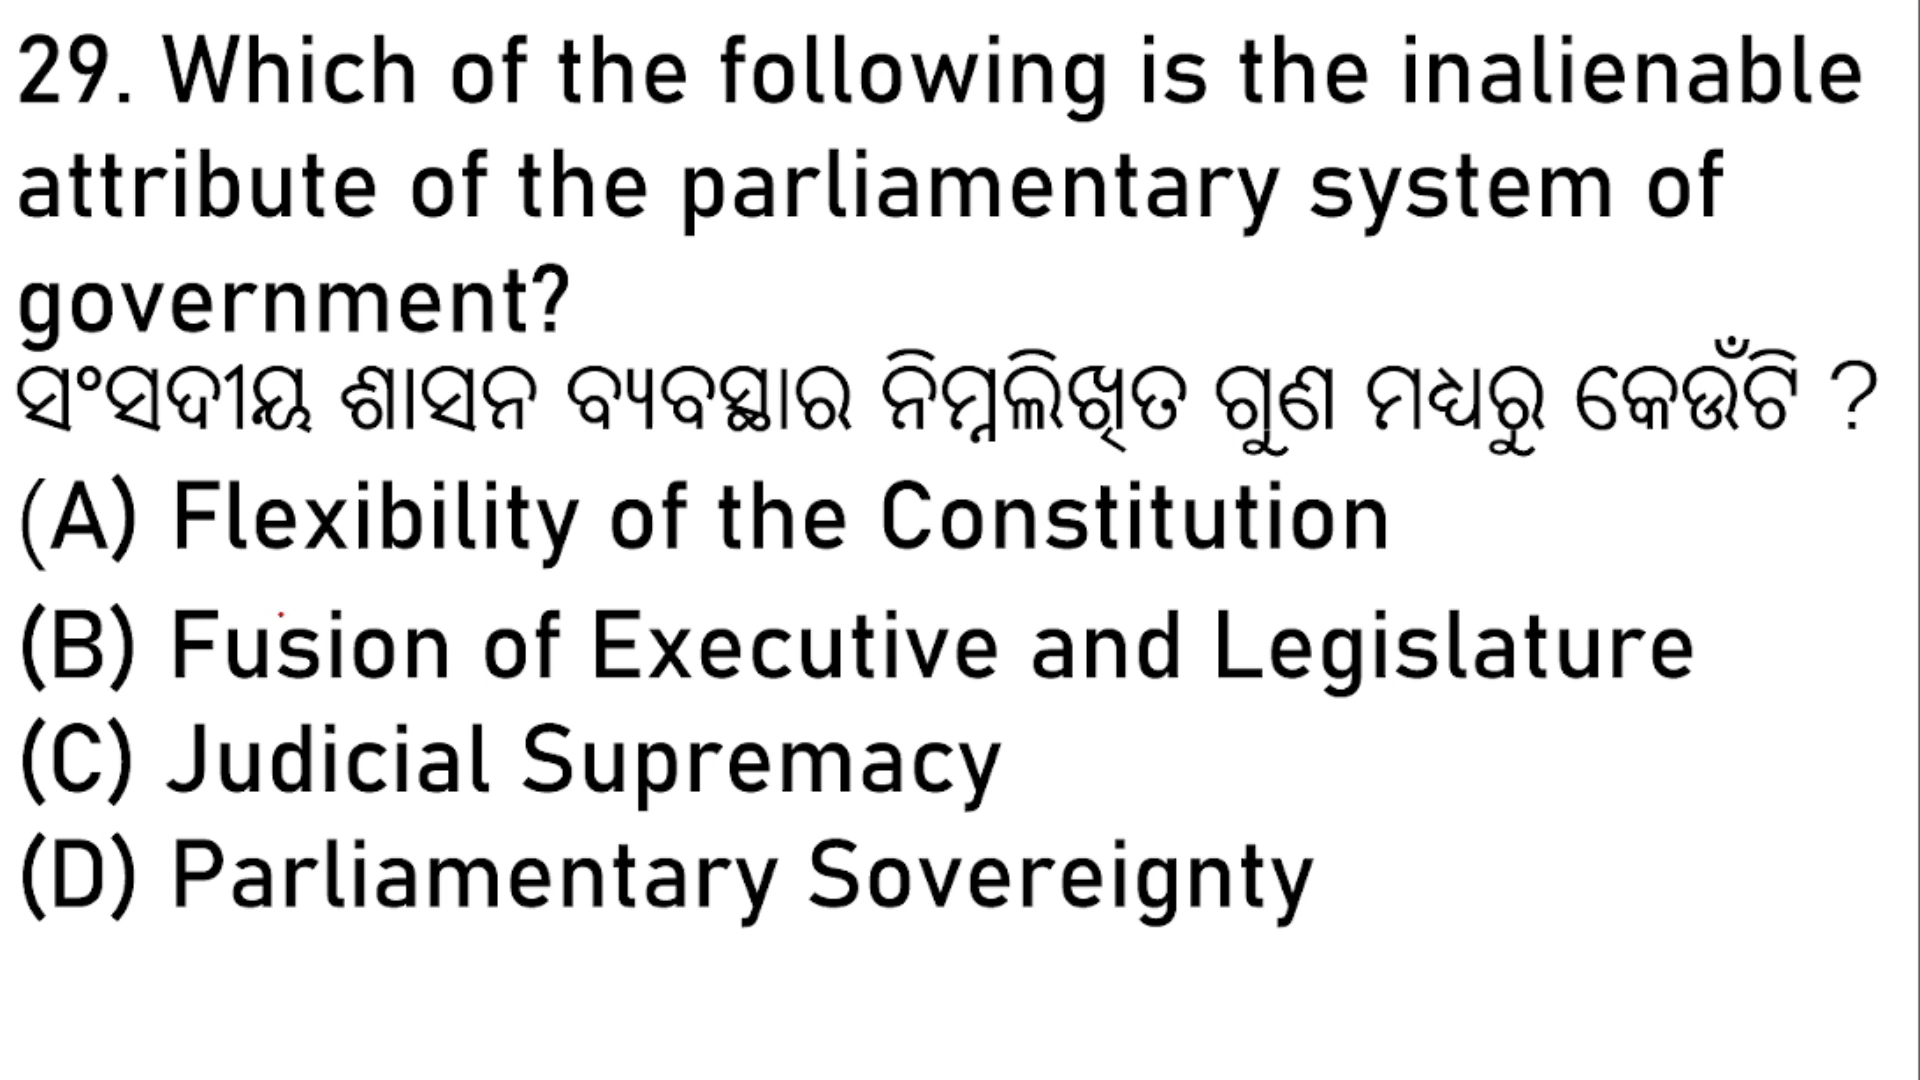 29. Which of the following is the inalienable
attribute of the parliamentary system of
government?
ସଂସଦୀୟ ଶାସନ ବ୍ୟବସ୍ଥାର ନିମ୍ନଲିଖିତ ଗୁଣ ମଧ୍ୟରୁ କେଉଁଟି ?
(A) Flexibility of the Constitution
(B) Fusion of Executive and Legislature
(C) Judicial Supremacy
(D) Parliamentary Sovereignty